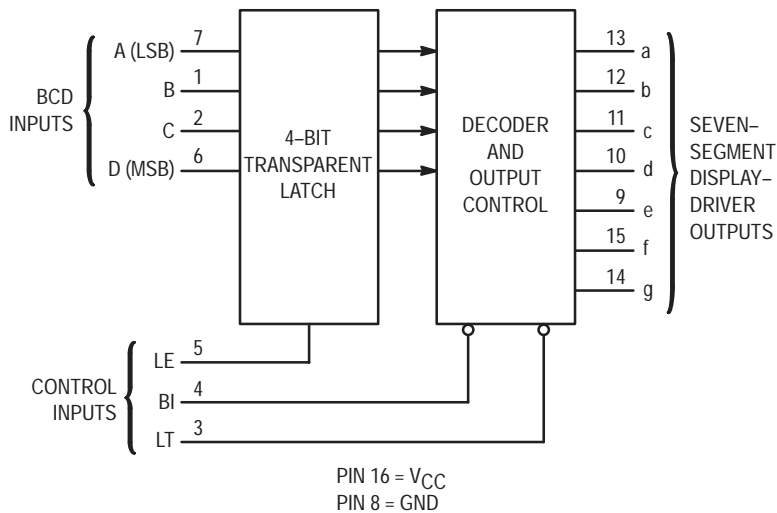 BCD
INPUTS
A (LSB) 7
B 1
C 2
D (MSB) 6
4–BIT
TRANSPARENT
LATCH
DECODER
AND
OUTPUT
CONTROL
13 a
12 b
11 c
10 d
9 e
15 f
14 g
SEVEN–
SEGMENT
DISPLAY–
DRIVER
OUTPUTS
CONTROL
INPUTS
LE 5
BI 4
LT 3
PIN 16 = VCC
PIN 8 = GND